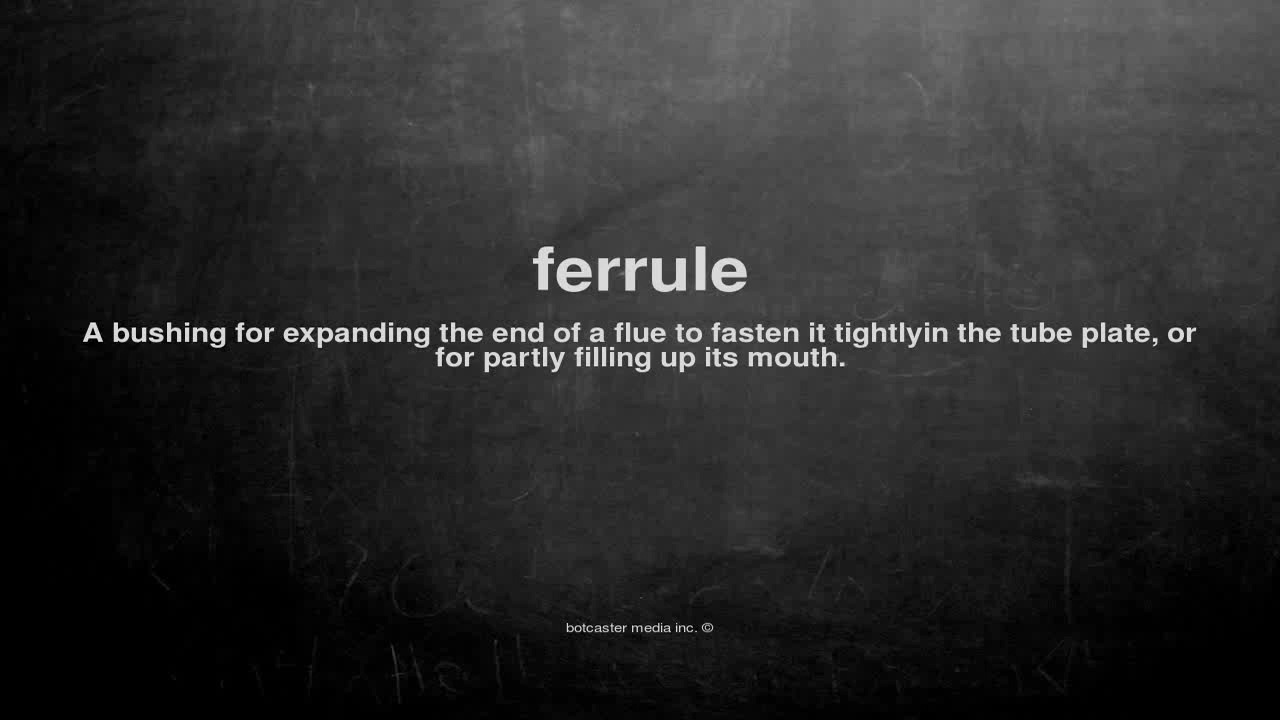 ferrule
A bushing for expanding the end of a flue to fasten it tightlyin the tube plate, or
for partly filling up its mouth.
botcaster media inc. ©